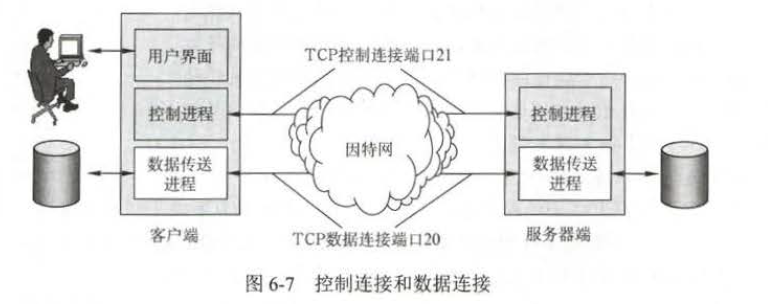 用户界面
TCP控制连接端口21
控制进程
控制进程
因特网
数据传送
进程
数据传送
进程
客户端
TCP数据连接端口20
服务器端
图 6-7 控制连接和数据连接